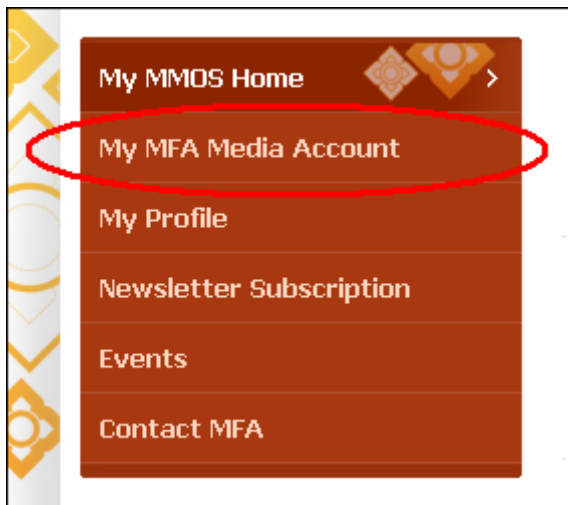 My MMOS Home
My MFA Media Account
My Profile
Newsletter Subscription
Events
Contact MFA